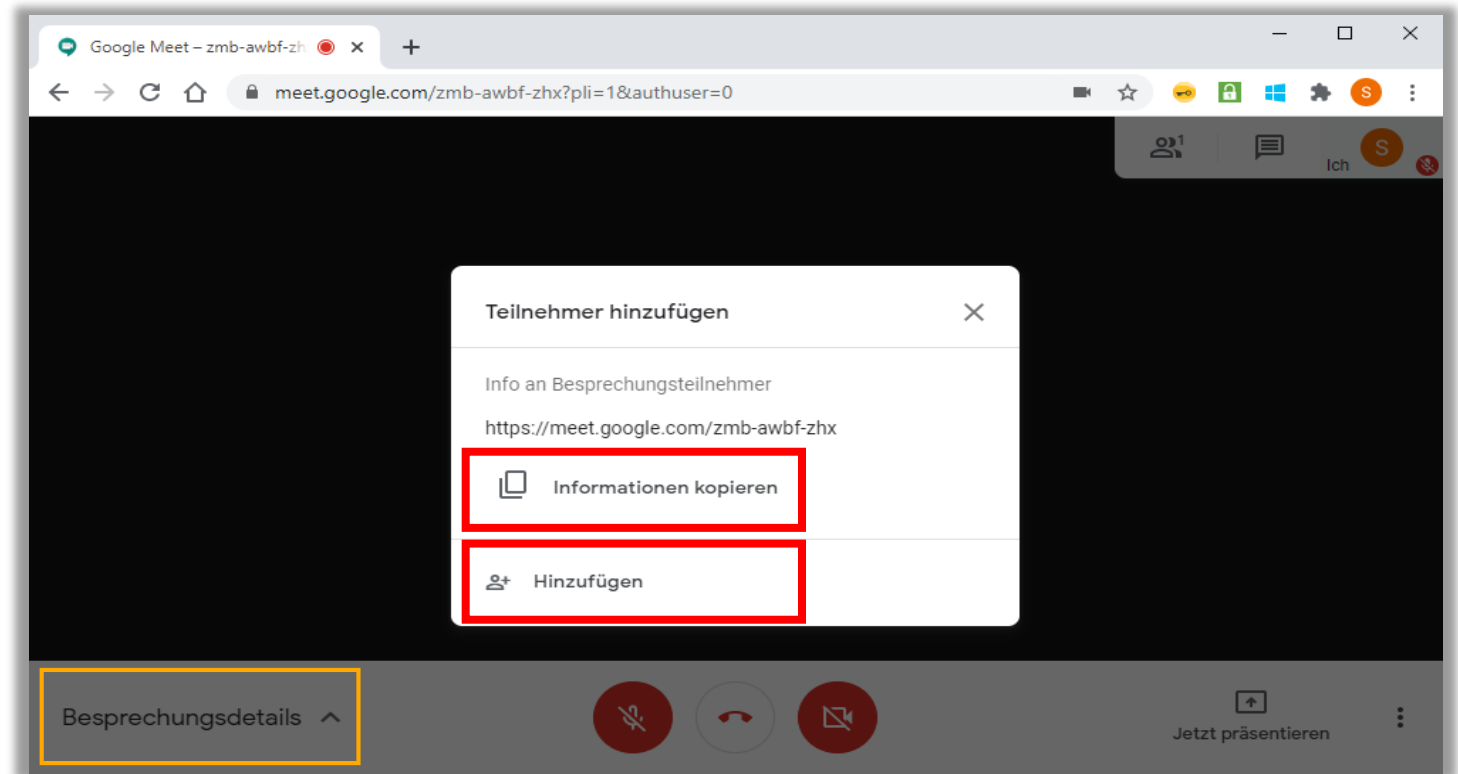 Google Meet – zmb-awbf-zh
meet.google.com/zmb-awbf-zhx?pli=1&authuser=0
S
1
Ich
S
Teilnehmer hinzufügen
Info an Besprechungsteilnehmer
https://meet.google.com/zmb-awbf-zhx
Informationen kopieren
Hinzufügen
Besprechungsdetails
Jetzt präsentieren